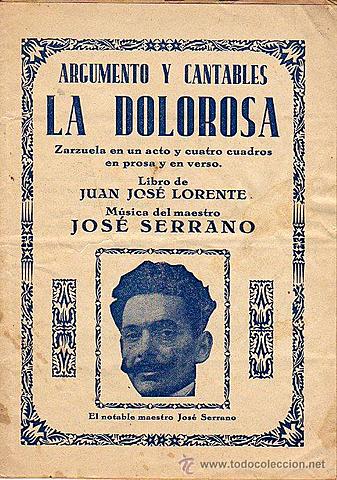 ARGUMENTO Y CANTABLES
LA DOLOROSA
Zarzuela en un acto y cuatro cuadros
en prosa y en verso.
Libro de
JUAN JOSÉ LORENTE
Música del maestro
JOSÉ SERRANO
El notable maestro José Serrano
www.todocoleccion.net